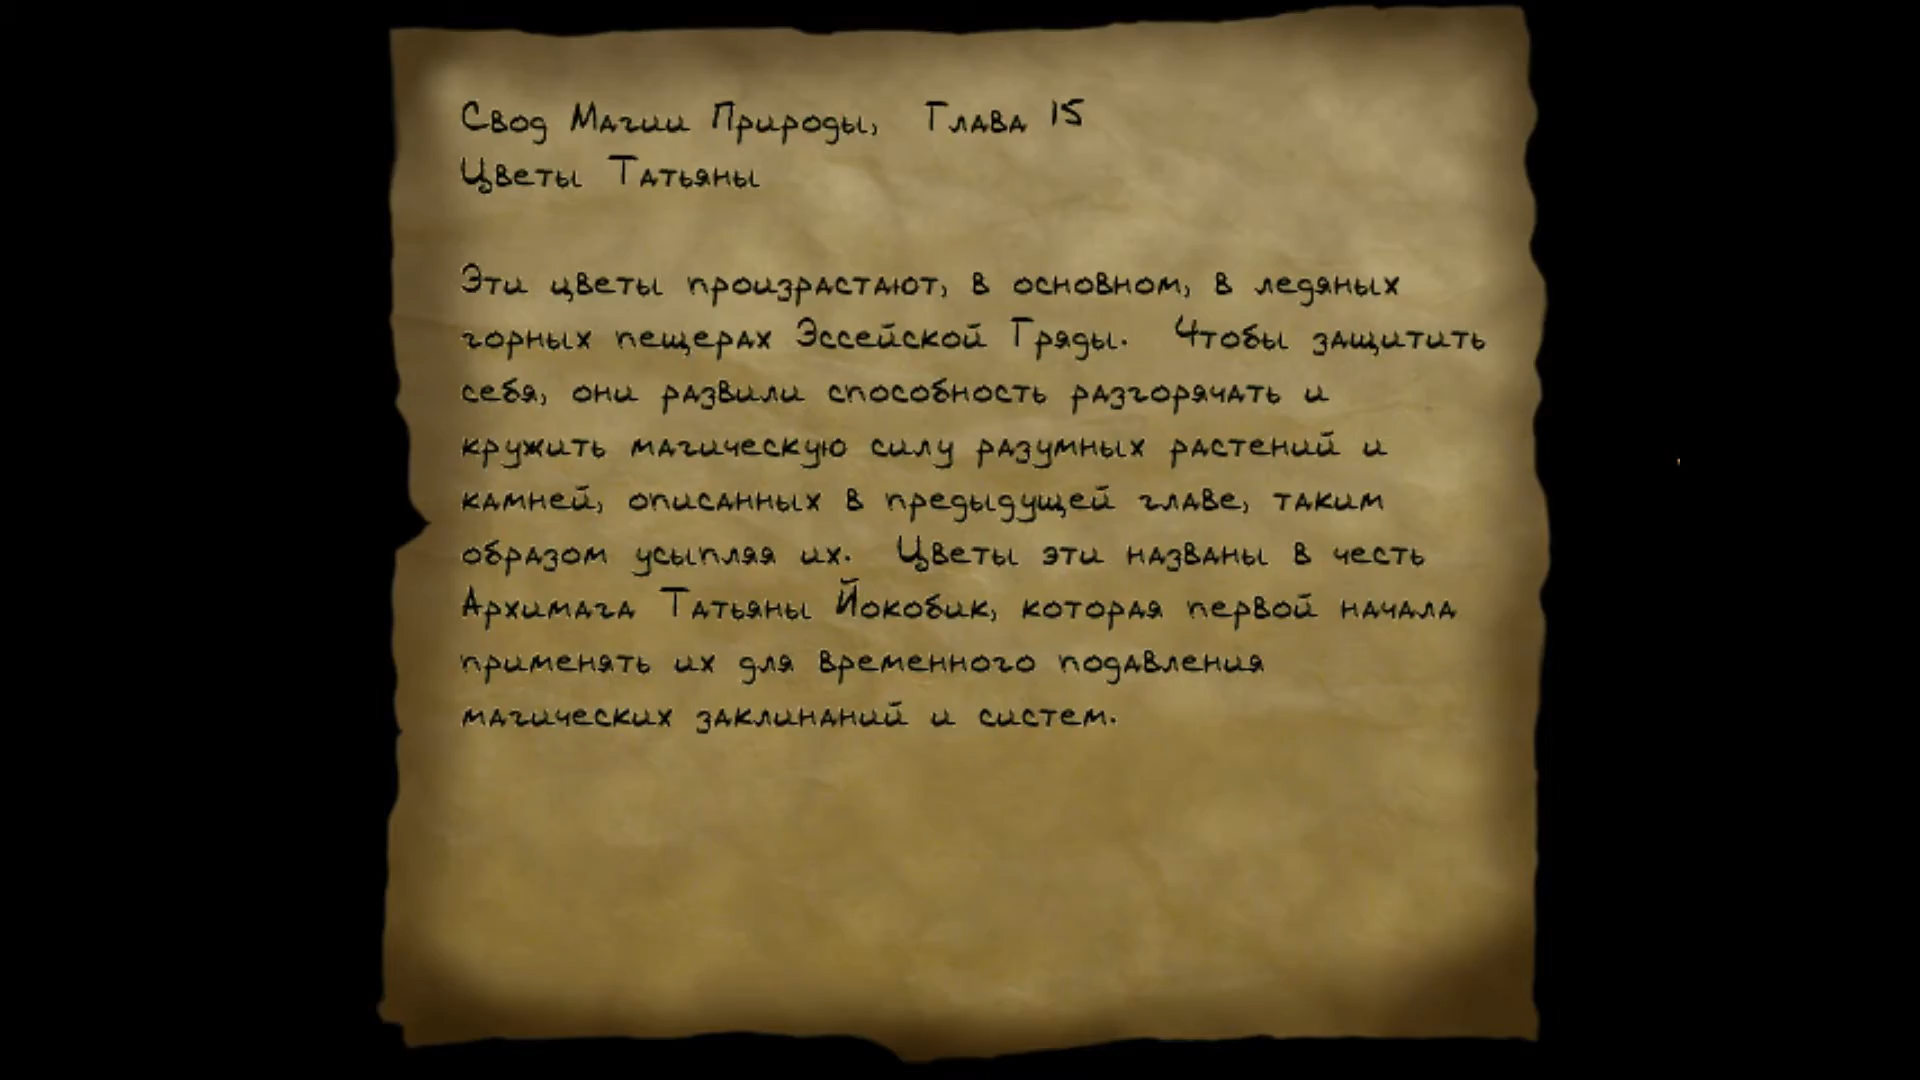 Свод Магии Природы, Глава 15
Цветы Татьяны
Эти цветы произрастают, в основном, в ледяных
горных пещерах Эссейской Гряды. Чтобы защитить
себя, они развили способность разгорячать и
кружить магическую силу разумных растений и
камней, описанных в предыдущей главе, таким
образом усыпляя их. Цветы эти названы в честь
Архимага Татьяны Йокобик, которая первой начала
применять их для временного подавления
магических заклинаний и систем.